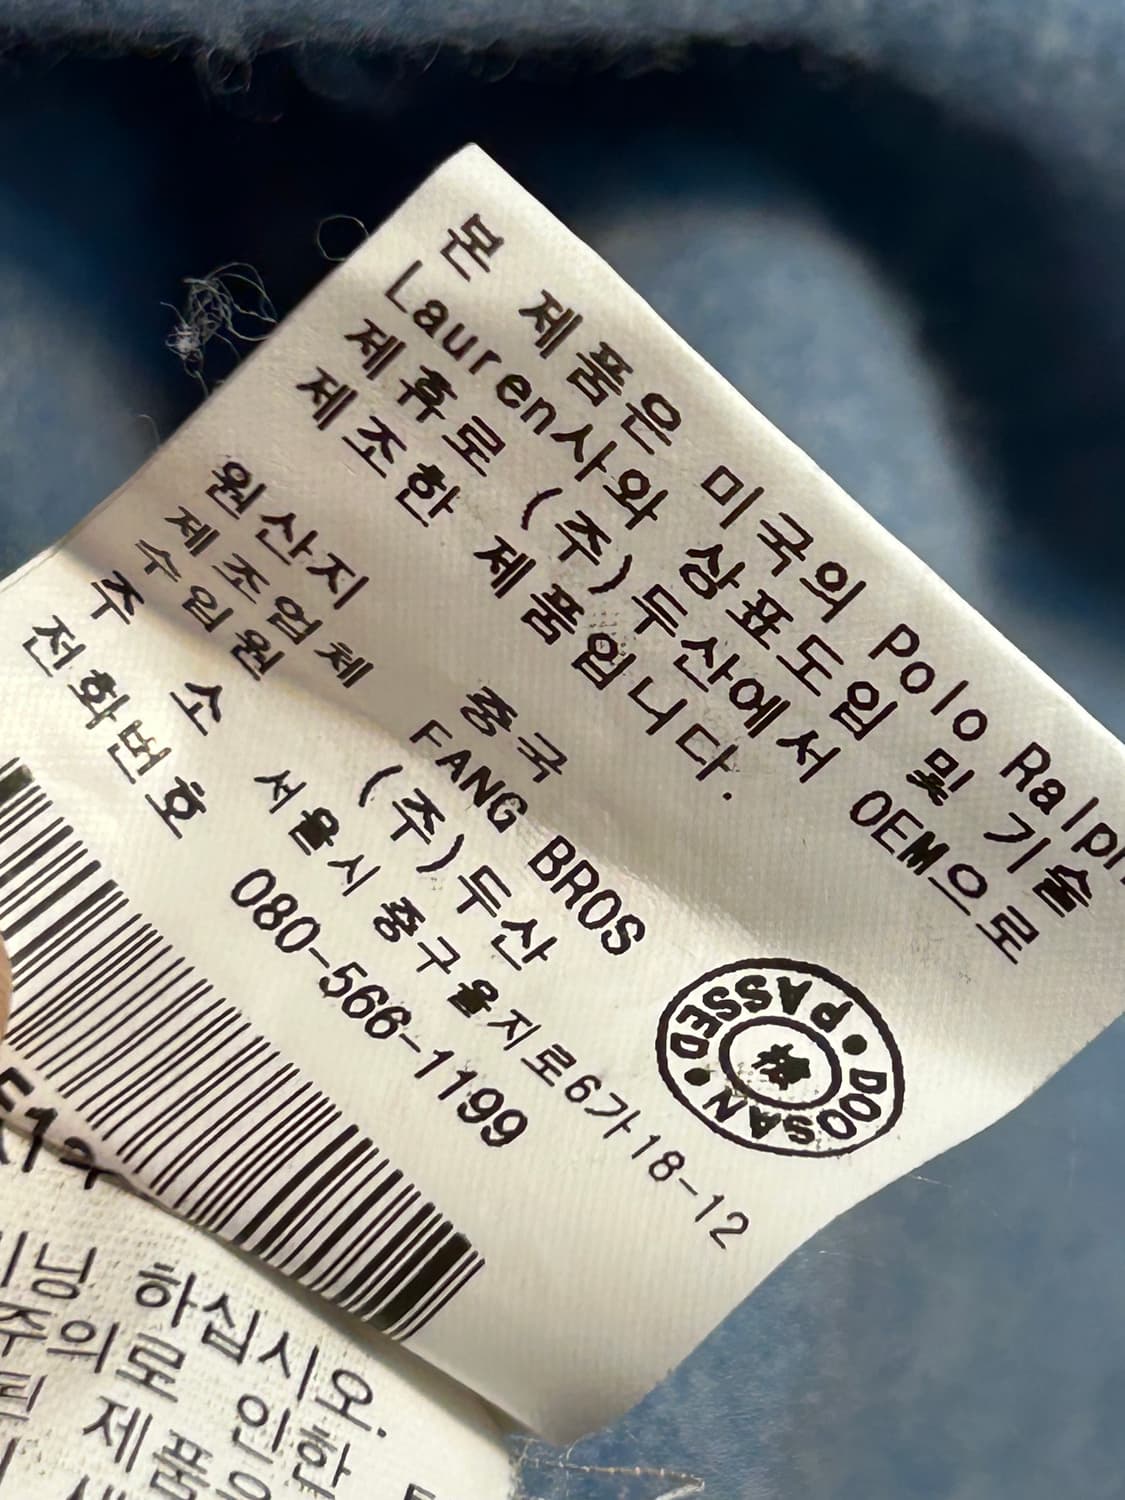 본 제품은 미국의 Polo Ralph
Lauren사와 상표도입 및 기술
제휴로 (주)두산에서 OEM으로
제조한 제품입니다.
원산지 중국
제조업체 FANG BROS
수입원 (주)두산
주 소 서울시 중구을지로6가18-12
전화번호 080-566-1199
DOOSAN • PASSED •
하십시오.
주의로 인한
제품